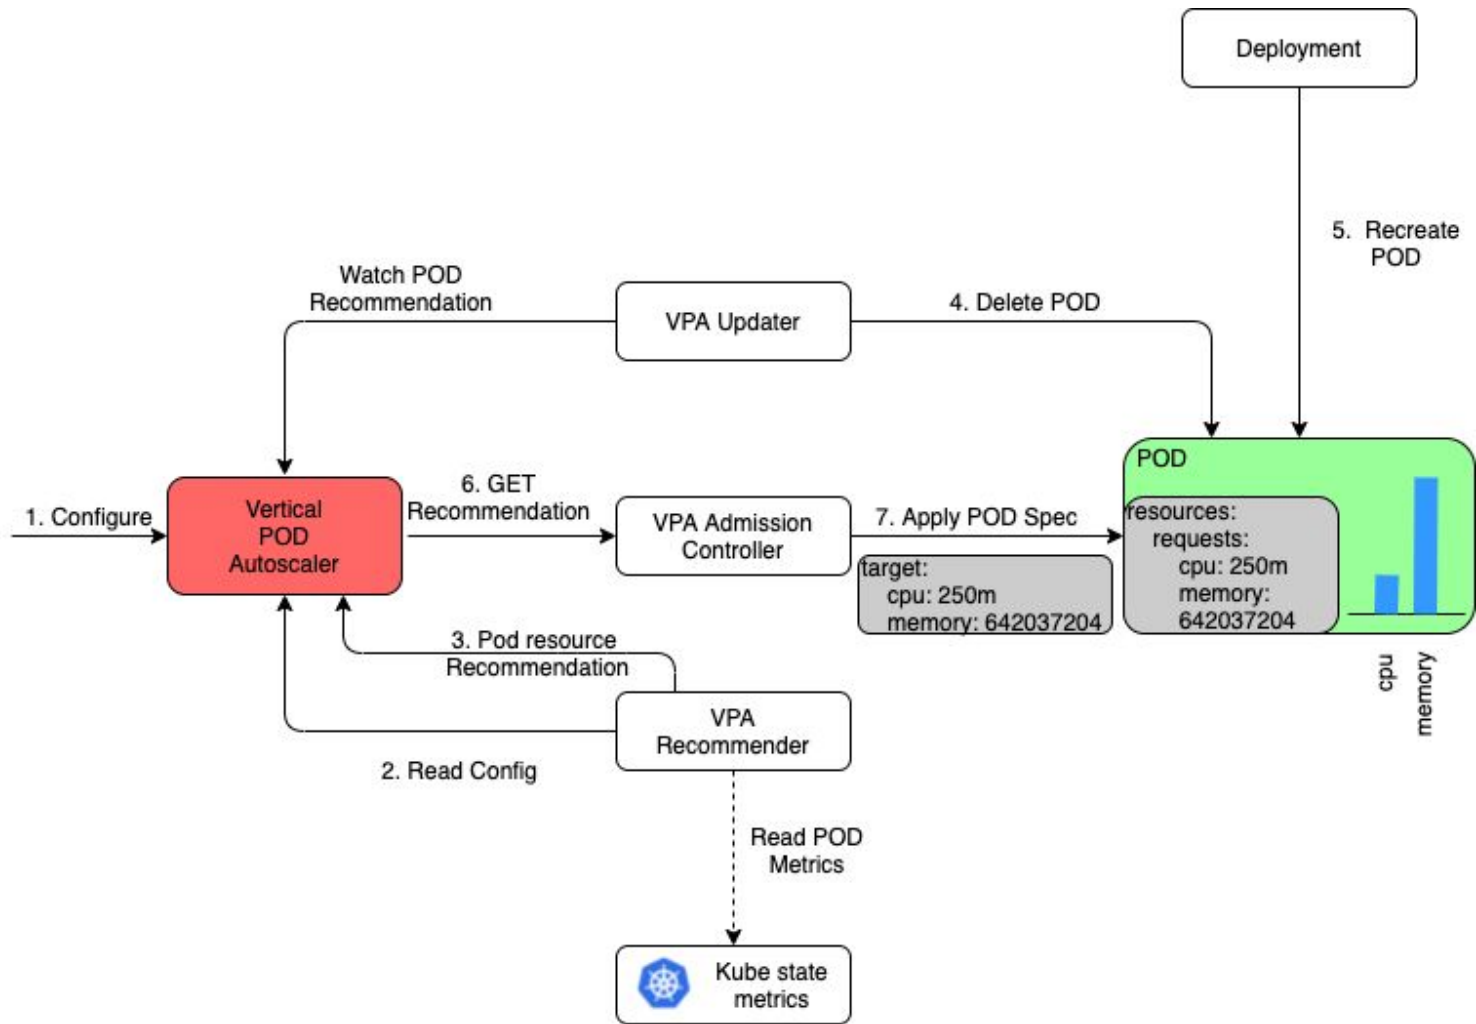 Deployment
5. Recreate
POD
Watch POD
Recommendation
VPA Updater
4. Delete POD
1. Configure
Vertical
POD
Autoscaler
6. GET
Recommendation
VPA Admission
Controller
7. Apply POD Spec
target:
cpu: 250m
memory: 642037204
POD
resources:
requests:
cpu: 250m
memory:
642037204
cpu
memory
3. Pod resource
Recommendation
VPA
Recommender
2. Read Config
Read POD
Metrics
Kube state
metrics